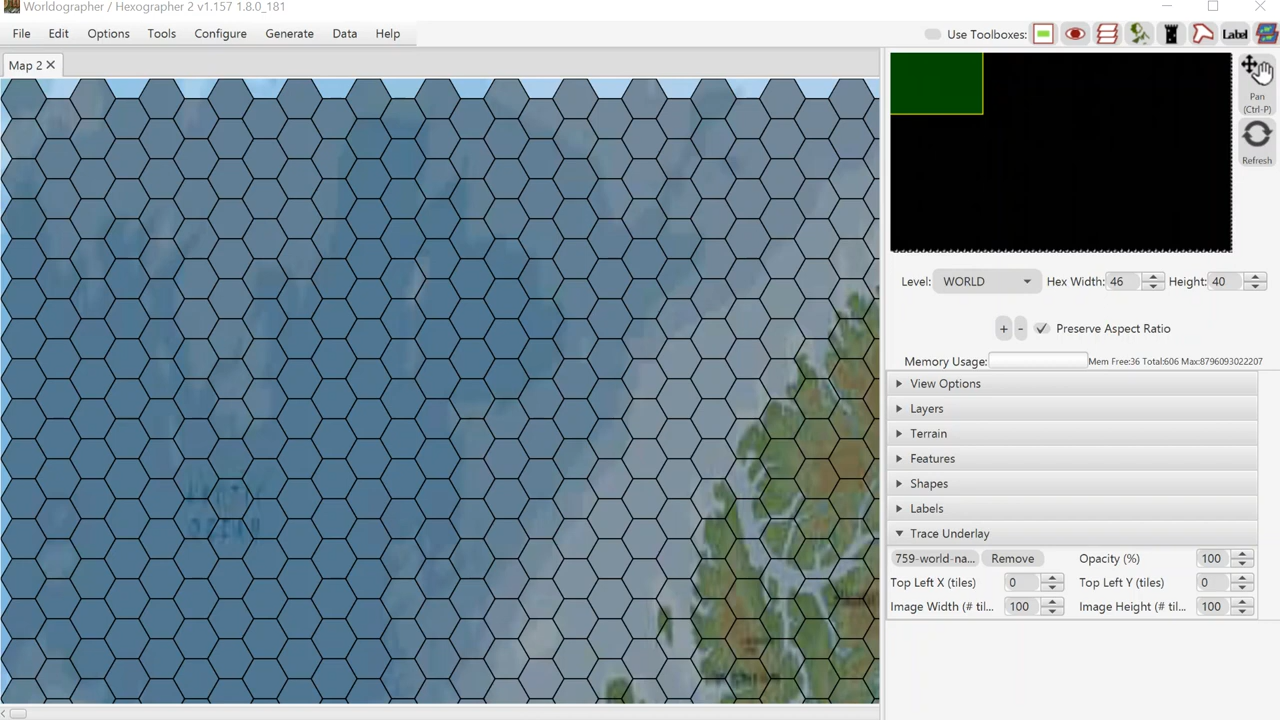 Worldographer / Hexographer 2 v1.157 1.8.0_181
File Edit Options Tools Configure Generate Data Help
Use Toolboxes:
Label
Map 2
Pan
(Ctrl-P)
Refresh
Level: WORLD Hex Width: 46 Height: 40
+ - Preserve Aspect Ratio
Memory Usage: Mem Free:36 Total:606 Max:8796093022207
View Options
Layers
Terrain
Features
Shapes
Labels
Trace Underlay
759-world-na... Remove Opacity (%) 100
Top Left X (tiles) 0 Top Left Y (tiles) 0
Image Width (# til... 100 Image Height (# til... 100